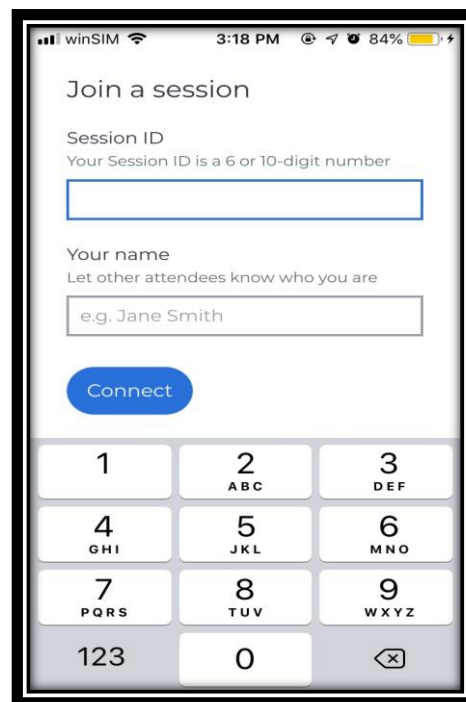 winSIM 3:18 PM 84%
Join a session
Session ID
Your Session ID is a 6 or 10-digit number
Your name
Let other attendees know who you are
e.g. Jane Smith
Connect
1 2 3
ABC DEF
4 5 6
GHI JKL MNO
7 8 9
PQRS TUV WXYZ
123 0